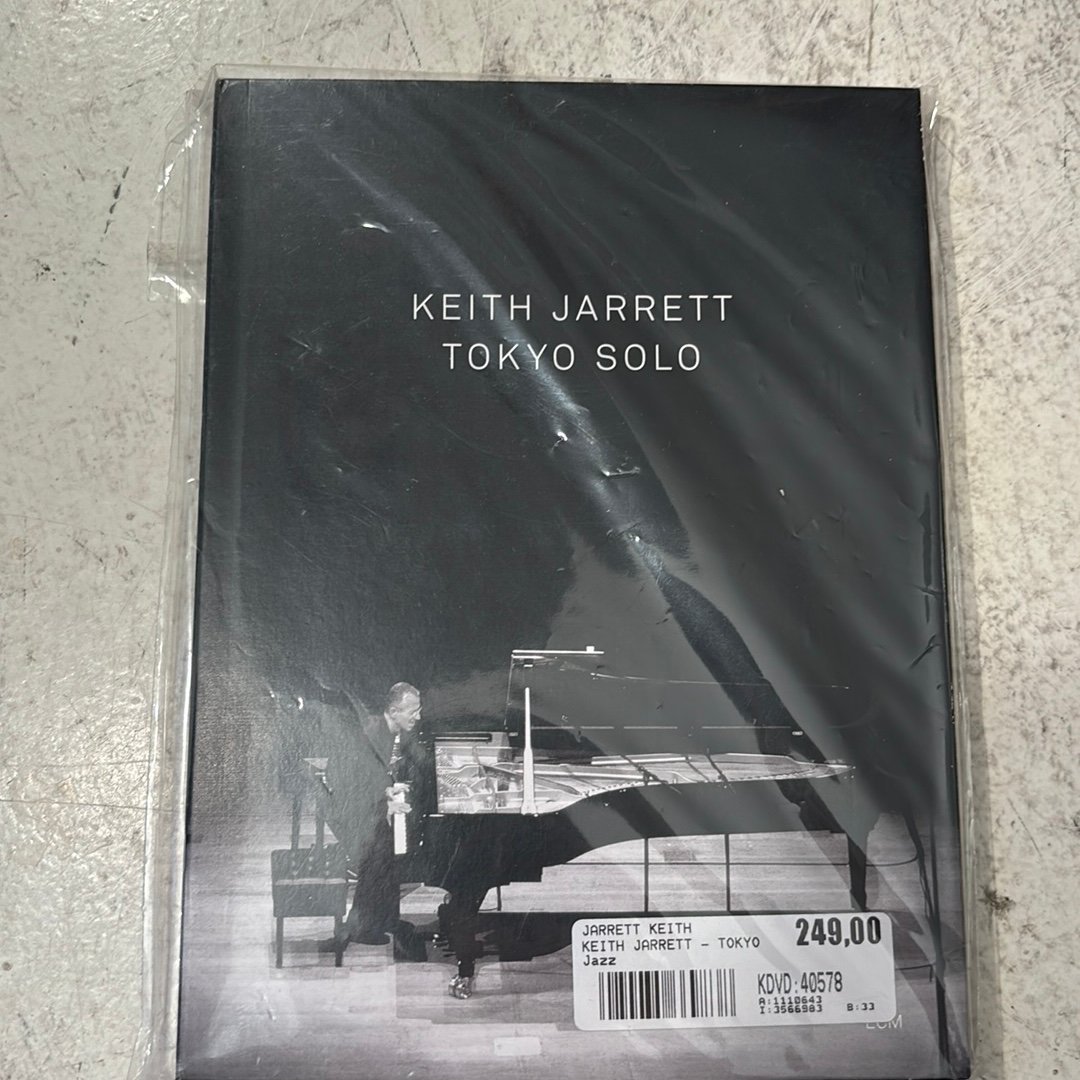 KEITH JARRETT
TOKYO SOLO
JARRETT KEITH
249,00
KEITH JARRETT – TOKYO
Jazz
KDVD:40578
A:1110643
I:3566983
B:33
ECM